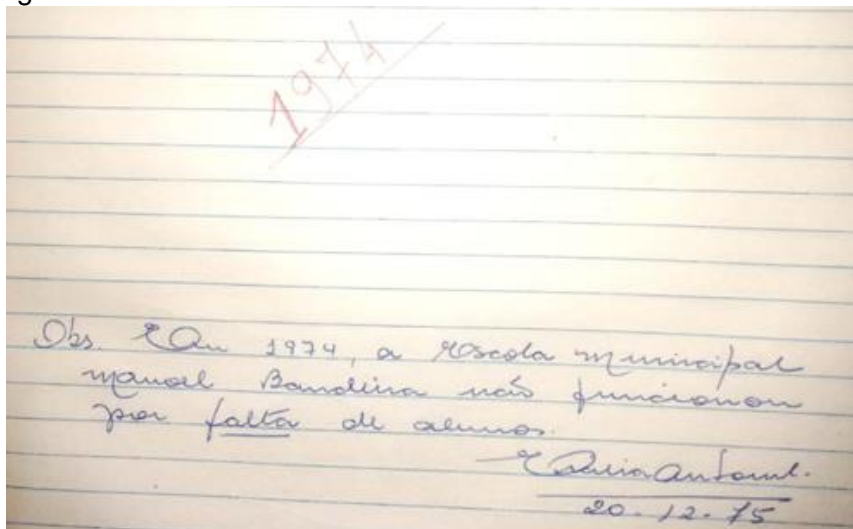 1974
Obs. Em 1974, a Escola Municipal
Manoel Bandeira não funcionou
por falta de alunos.
20-12-75